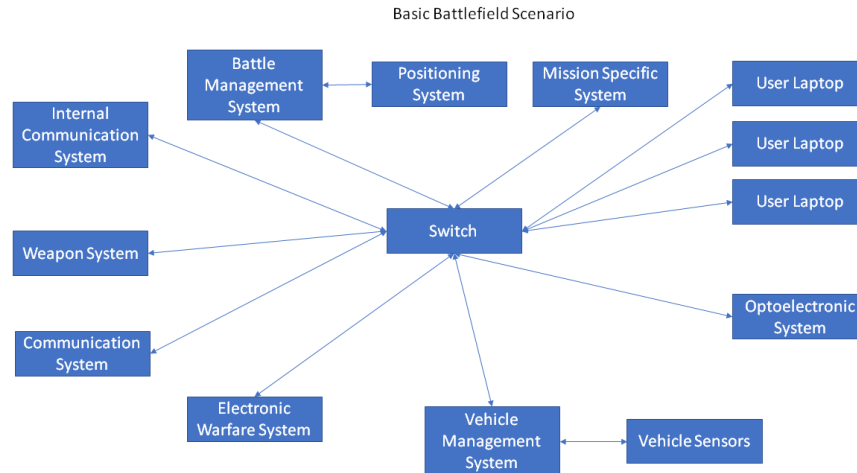 Basic Battlefield Scenario
Battle
Management
System
Positioning
System
Mission Specific
System
User Laptop
Internal
Communication
System
User Laptop
User Laptop
Switch
Weapon System
Optoelectronic
System
Communication
System
Electronic
Warfare System
Vehicle
Management
System
Vehicle Sensors